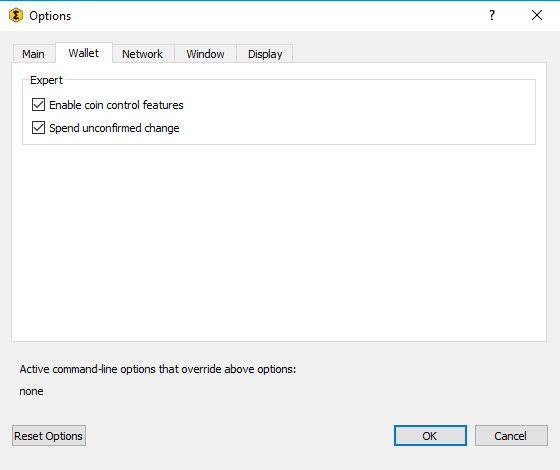 Options
?
Main Wallet Network Window Display
Expert
Enable coin control features
Spend unconfirmed change
Active command-line options that override above options:
none
Reset Options OK Cancel